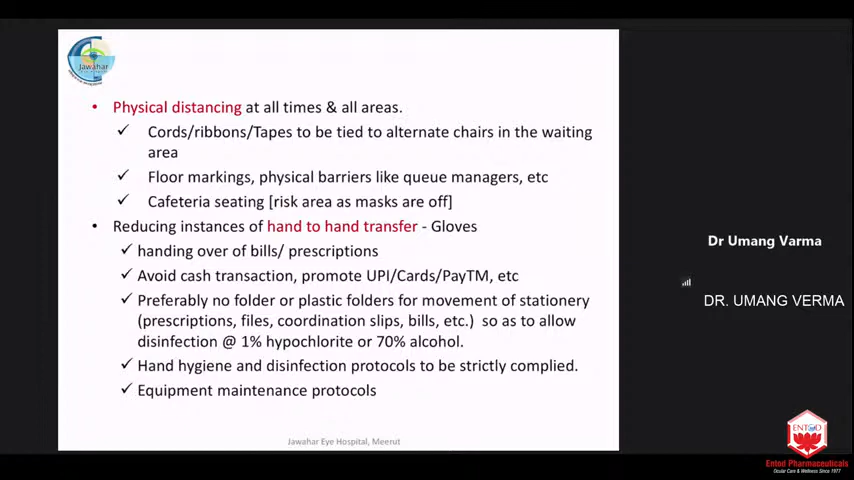 Jawahar
• Physical distancing at all times & all areas.
✓ Cords/ribbons/Tapes to be tied to alternate chairs in the waiting
area
✓ Floor markings, physical barriers like queue managers, etc
✓ Cafeteria seating [risk area as masks are off]
• Reducing instances of hand to hand transfer - Gloves
✓ handing over of bills/ prescriptions
✓ Avoid cash transaction, promote UPI/Cards/PayTM, etc
✓ Preferably no folder or plastic folders for movement of stationery
(prescriptions, files, coordination slips, bills, etc.) so as to allow
disinfection @ 1% hypochlorite or 70% alcohol.
✓ Hand hygiene and disinfection protocols to be strictly complied.
✓ Equipment maintenance protocols
Jawahar Eye Hospital, Meerut
Dr Umang Varma
DR. UMANG VERMA
ENTOD
Entod Pharmaceuticals
Ocular Care & Wellness Since 1977